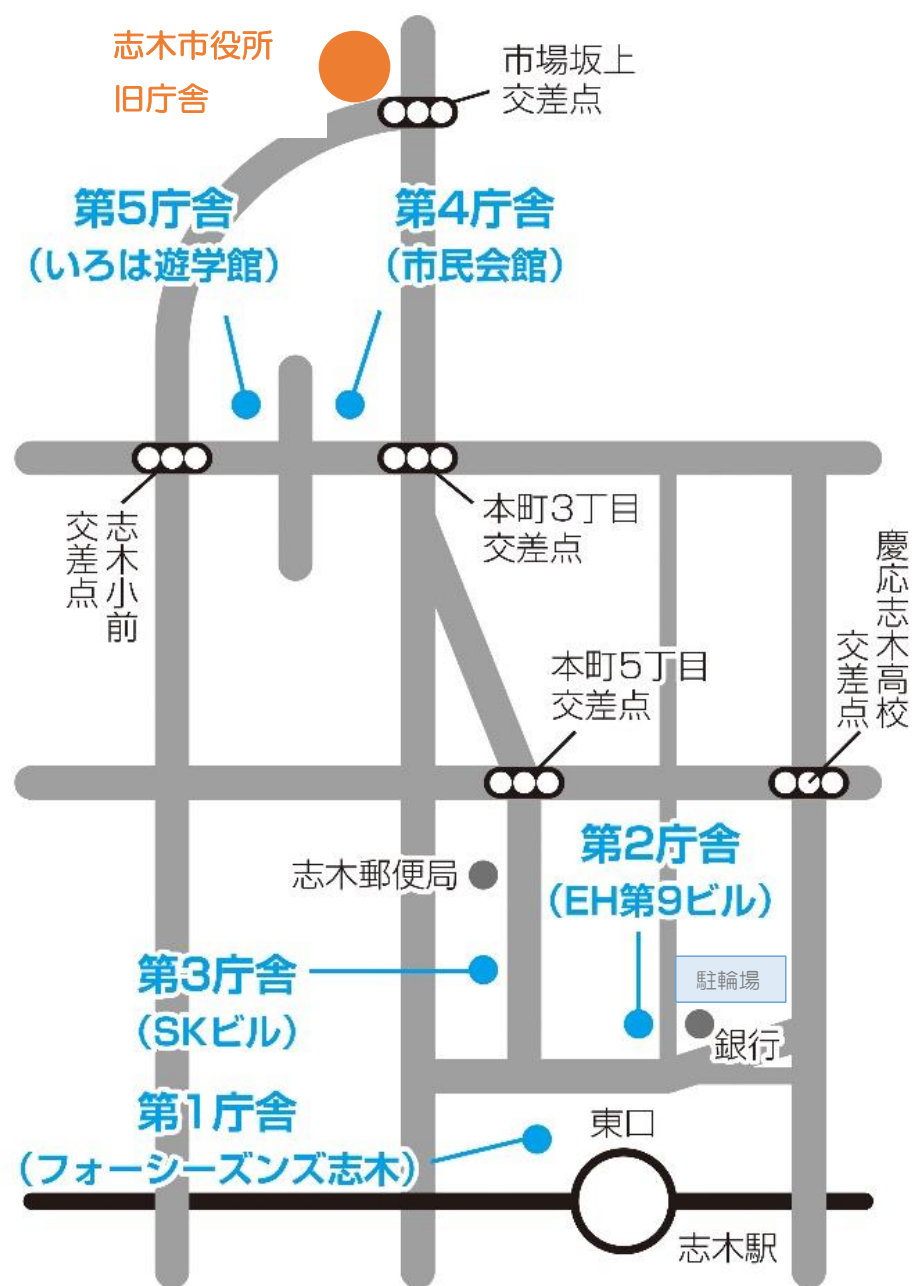 志木市役所
旧庁舎
市場坂上
交差点
第5庁舎
(いろは遊学館)
第4庁舎
(市民会館)
志木小前
交差点
本町3丁目
交差点
慶応志木高校
交差点
本町5丁目
交差点
第2庁舎
(EH第9ビル)
志木郵便局
第3庁舎
(SKビル)
駐輪場
銀行
第1庁舎
(フォーシーズンズ志木)
東口
志木駅